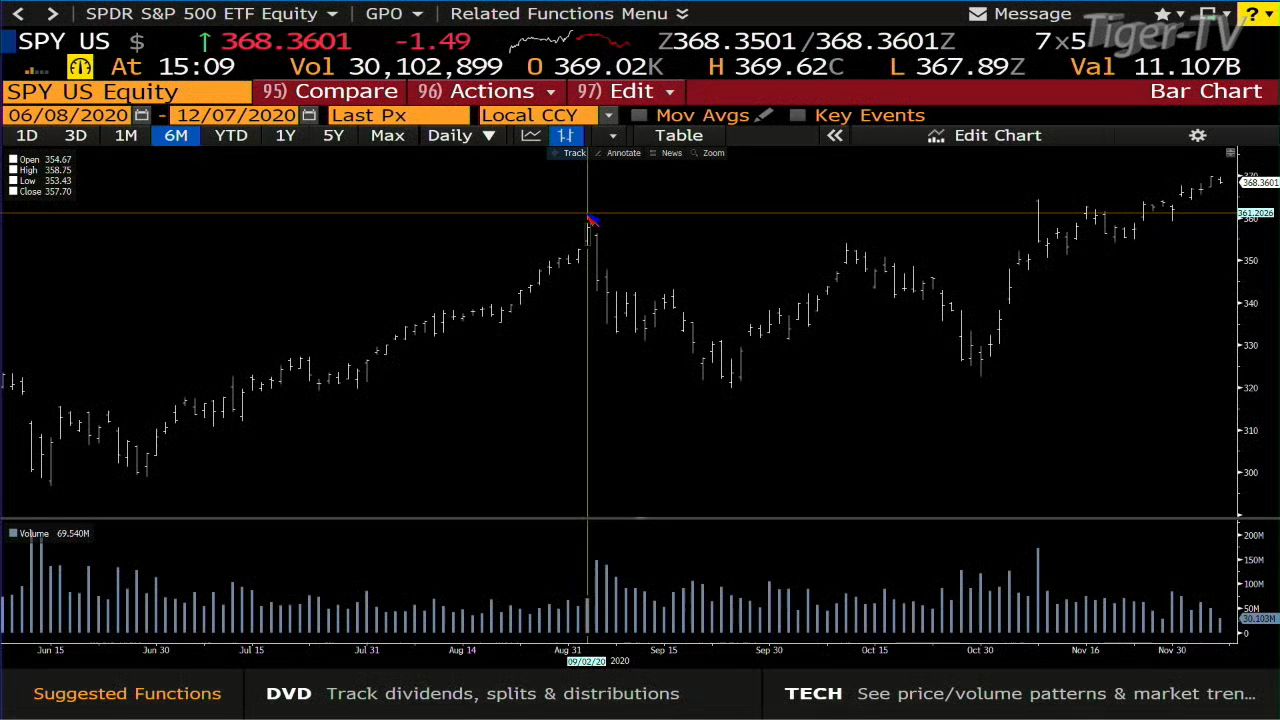 SPDR S&P 500 ETF Equity GPO Related Functions Menu Message ?
SPY US $ ↑ 368.3601 -1.49 Z368.3501/368.3601Z 7x5
Tiger-TV
At 15:09 Vol 30,102,899 O 369.02K H 369.62C L 367.89Z Val 11.107B
SPY US Equity 95) Compare 96) Actions 97) Edit Bar Chart
06/08/2020 - 12/07/2020 Last Px Local CCY Mov Avgs Key Events
1D 3D 1M 6M YTD 1Y 5Y Max Daily ▼ Table « Edit Chart
Track Annotate News Zoom
Open 354.67
High 358.75
Low 353.43
Close 357.70
370
368.3601
361.2026
360
350
340
330
320
310
300
Volume 69.540M
200M
150M
100M
50M
30.103M
0
Jun 15 Jun 30 Jul 15 Jul 31 Aug 14 Aug 31 Sep 15 Sep 30 Oct 15 Oct 30 Nov 16 Nov 30
09/02/20 2020
Suggested Functions DVD Track dividends, splits & distributions TECH See price/volume patterns & market tren...